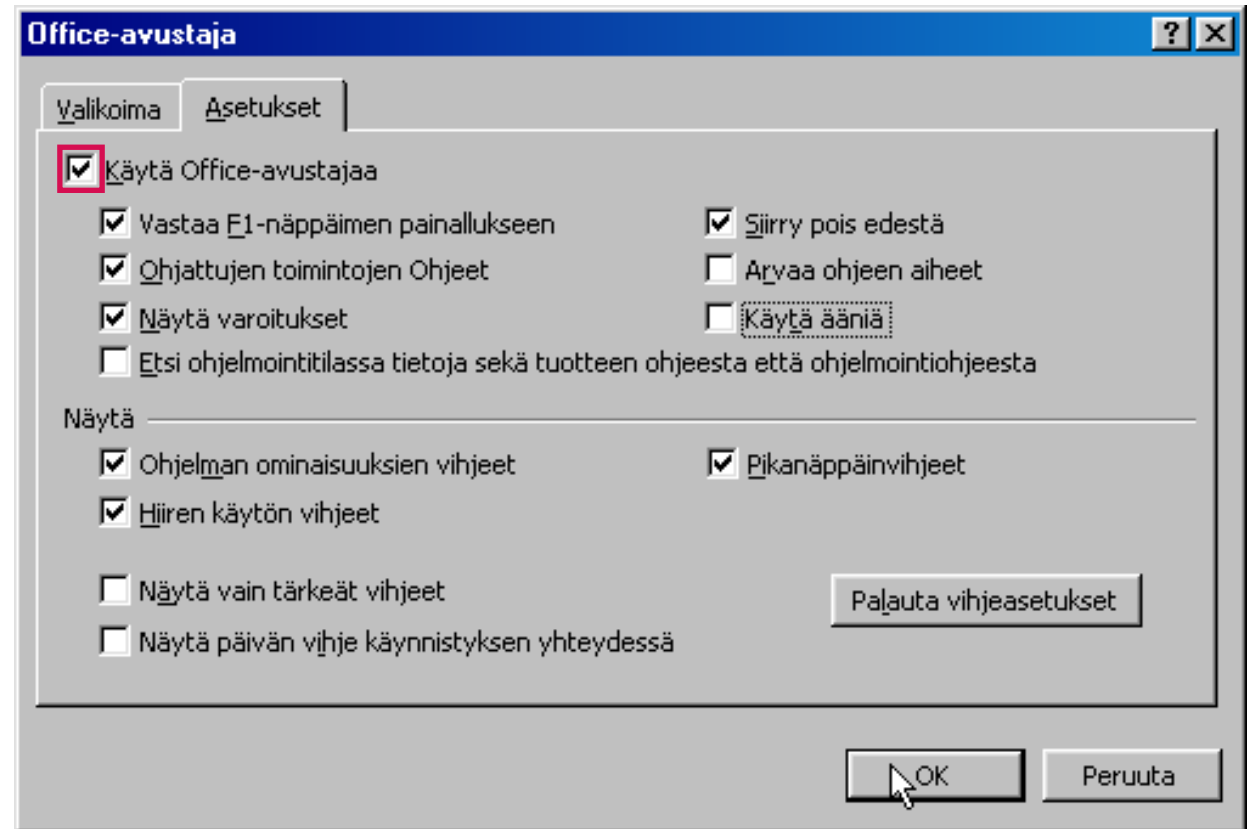 Office-avustaja
Valikoima Asetukset
Käytä Office-avustajaa
Vastaa F1-näppäimen painallukseen Siirry pois edestä
Ohjattujen toimintojen Ohjeet Arvaa ohjeen aiheet
Näytä varoitukset Käytä ääniä
Etsi ohjelmointitilassa tietoja sekä tuotteen ohjeesta että ohjelmointiohjeesta
Näytä
Ohjelman ominaisuuksien vihjeet Pikanäppäinvihjeet
Hiiren käytön vihjeet
Näytä vain tärkeät vihjeet Palauta vihjeasetukset
Näytä päivän vihje käynnistyksen yhteydessä
OK Peruuta